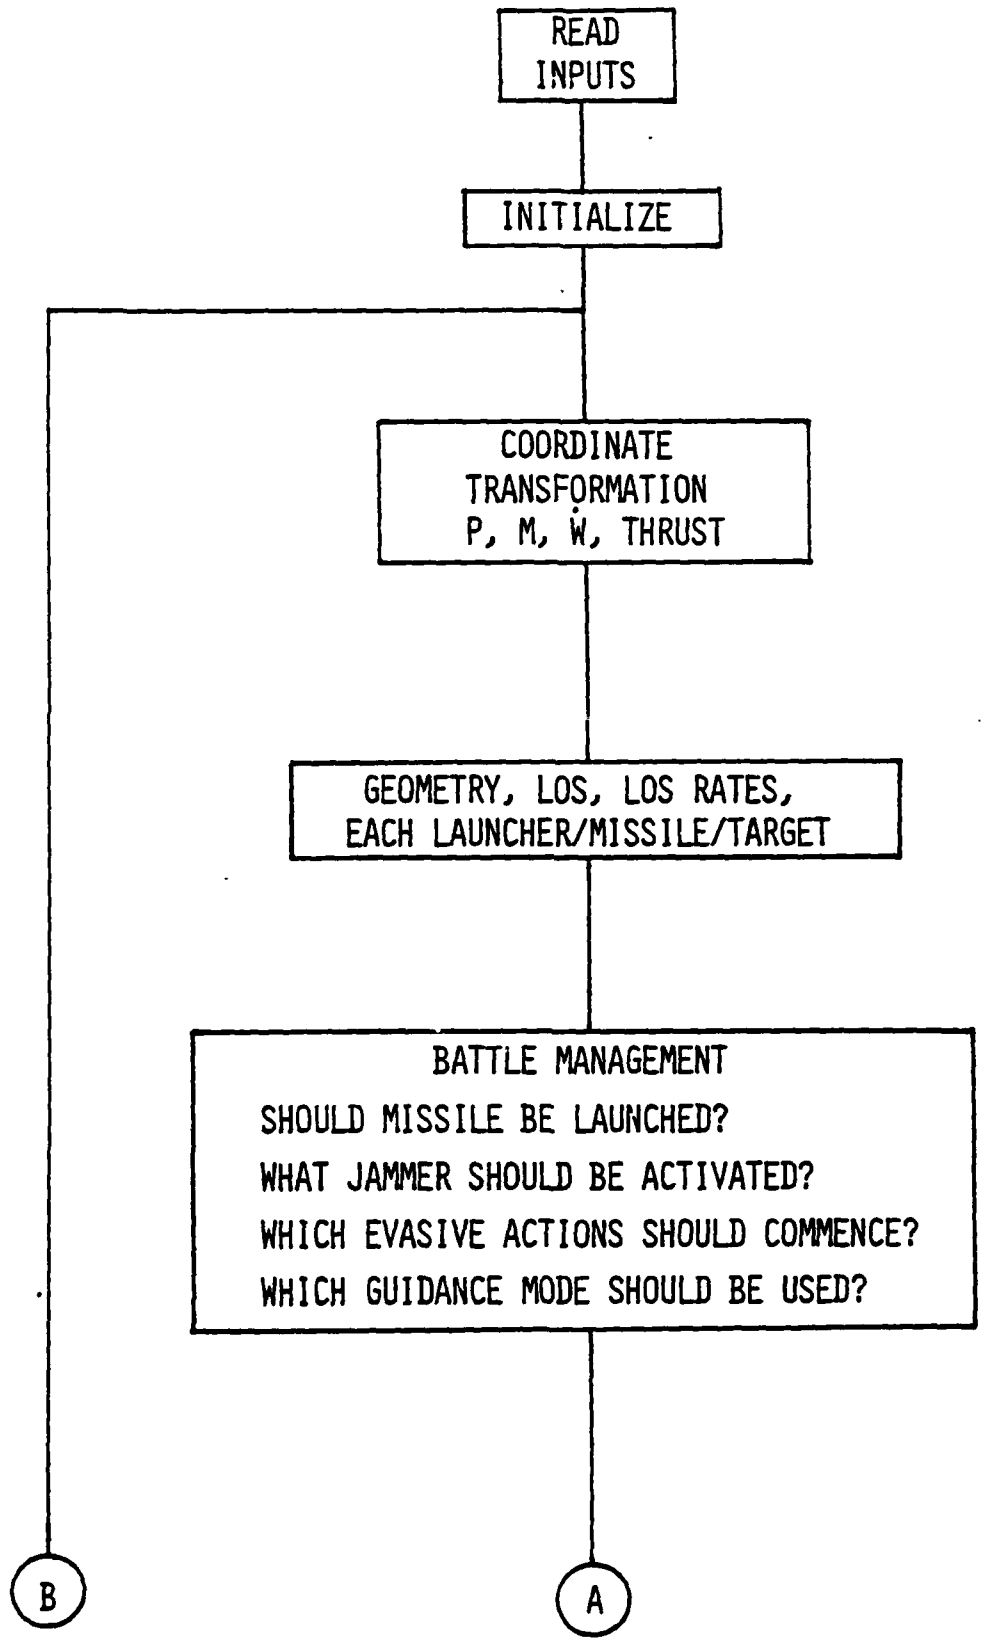 READ
INPUTS
INITIALIZE
COORDINATE
TRANSFORMATION
P, M, Ẇ, THRUST
GEOMETRY, LOS, LOS RATES,
EACH LAUNCHER/MISSILE/TARGET
BATTLE MANAGEMENT
SHOULD MISSILE BE LAUNCHED?
WHAT JAMMER SHOULD BE ACTIVATED?
WHICH EVASIVE ACTIONS SHOULD COMMENCE?
WHICH GUIDANCE MODE SHOULD BE USED?
B
A